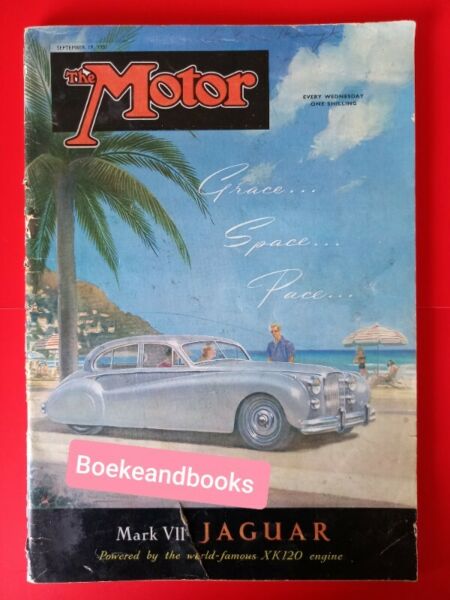 SEPTEMBER 19, 1951
The Motor
EVERY WEDNESDAY
ONE SHILLING
Grace...
Space...
Pace...
Boekeandbooks
Mark VII JAGUAR
Powered by the world-famous XK120 engine